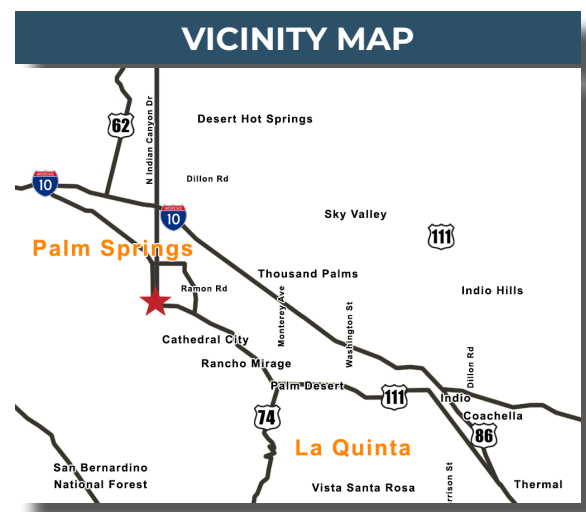 VICINITY MAP
62
N Indian Canyon Dr
Desert Hot Springs
Dillon Rd
10
10
Sky Valley
111
Palm Springs
Thousand Palms
Ramon Rd
Indio Hills
Monterey Ave
Washington St
Cathedral City
Rancho Mirage
Dillon Rd
Palm Desert
111
Indio
74
Coachella
86
La Quinta
San Bernardino
National Forest
Vista Santa Rosa
rrison St
Thermal